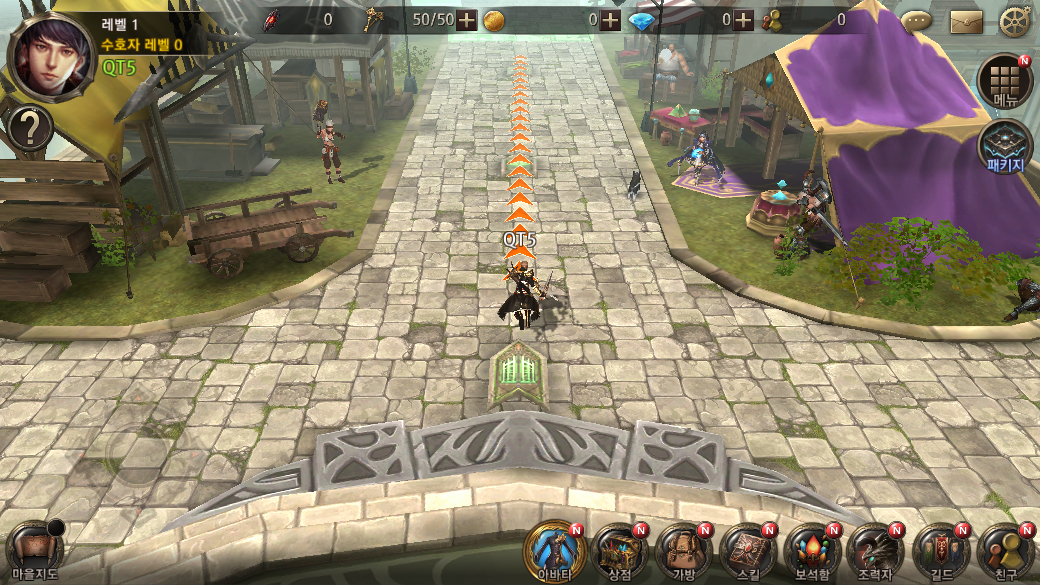 레벨 1
수호자 레벨 0
QT5
0
50/50
0
0
0
N
메뉴
패키지
QT5
마을지도
N
아바타
N
상점
N
가방
N
스킬
N
보석함
N
조력자
N
길드
N
친구